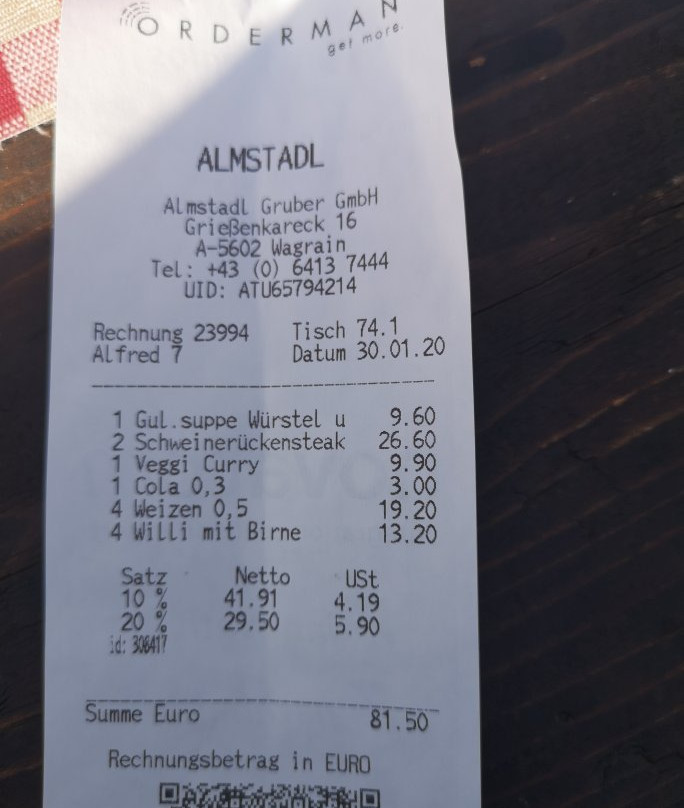 ORDERMAN
get more.
ALMSTADL
Almstadl Gruber GmbH
Grießenkareck 16
A-5602 Wagrain
Tel: +43 (0) 6413 7444
UID: ATU65794214
Rechnung 23994 Tisch 74.1
Alfred 7 Datum 30.01.20
1 Gul.suppe Würstel u 9.60
2 Schweinerückensteak 26.60
1 Veggi Curry 9.90
1 Cola 0,3 3.00
4 Weizen 0,5 19.20
4 Willi mit Birne 13.20
Satz Netto USt
10 % 41.91 4.19
20 % 29.50 5.90
id: 308417
Summe Euro 81.50
Rechnungsbetrag in EURO